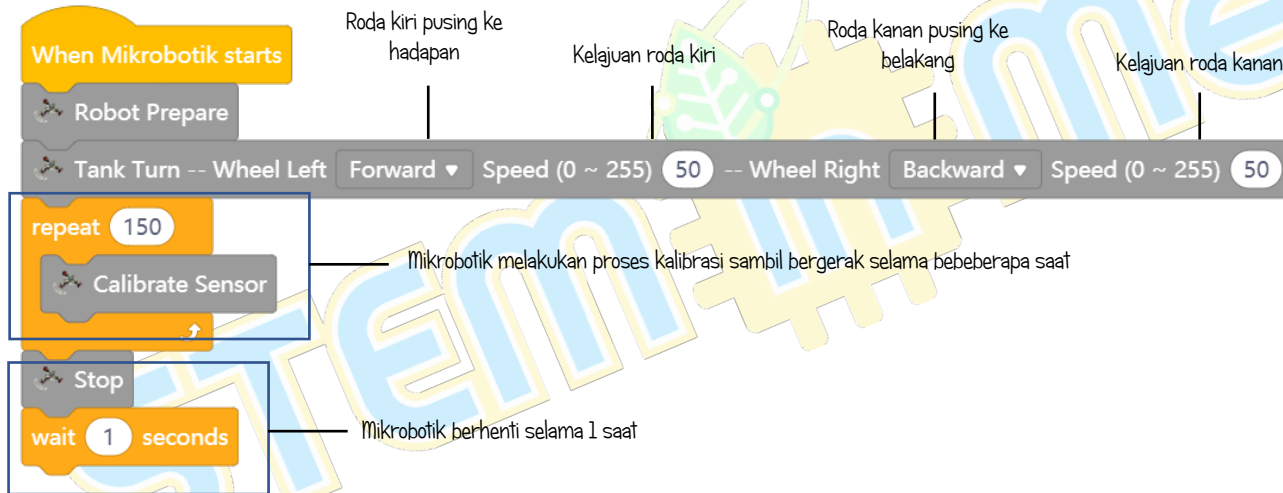 Roda kiri pusing ke
hadapan
Kelajuan roda kiri
Roda kanan pusing ke
belakang
Kelajuan roda kanan
When Mikrobotik starts
Robot Prepare
Tank Turn -- Wheel Left Forward ▼ Speed (0 ~ 255) 50 -- Wheel Right Backward ▼ Speed (0 ~ 255) 50
repeat 150
Mikrobotik melakukan proses kalibrasi sambil bergerak selama bebeberapa saat
Calibrate Sensor
Stop
wait 1 seconds
Mikrobotik berhenti selama 1 saat
STEM in me